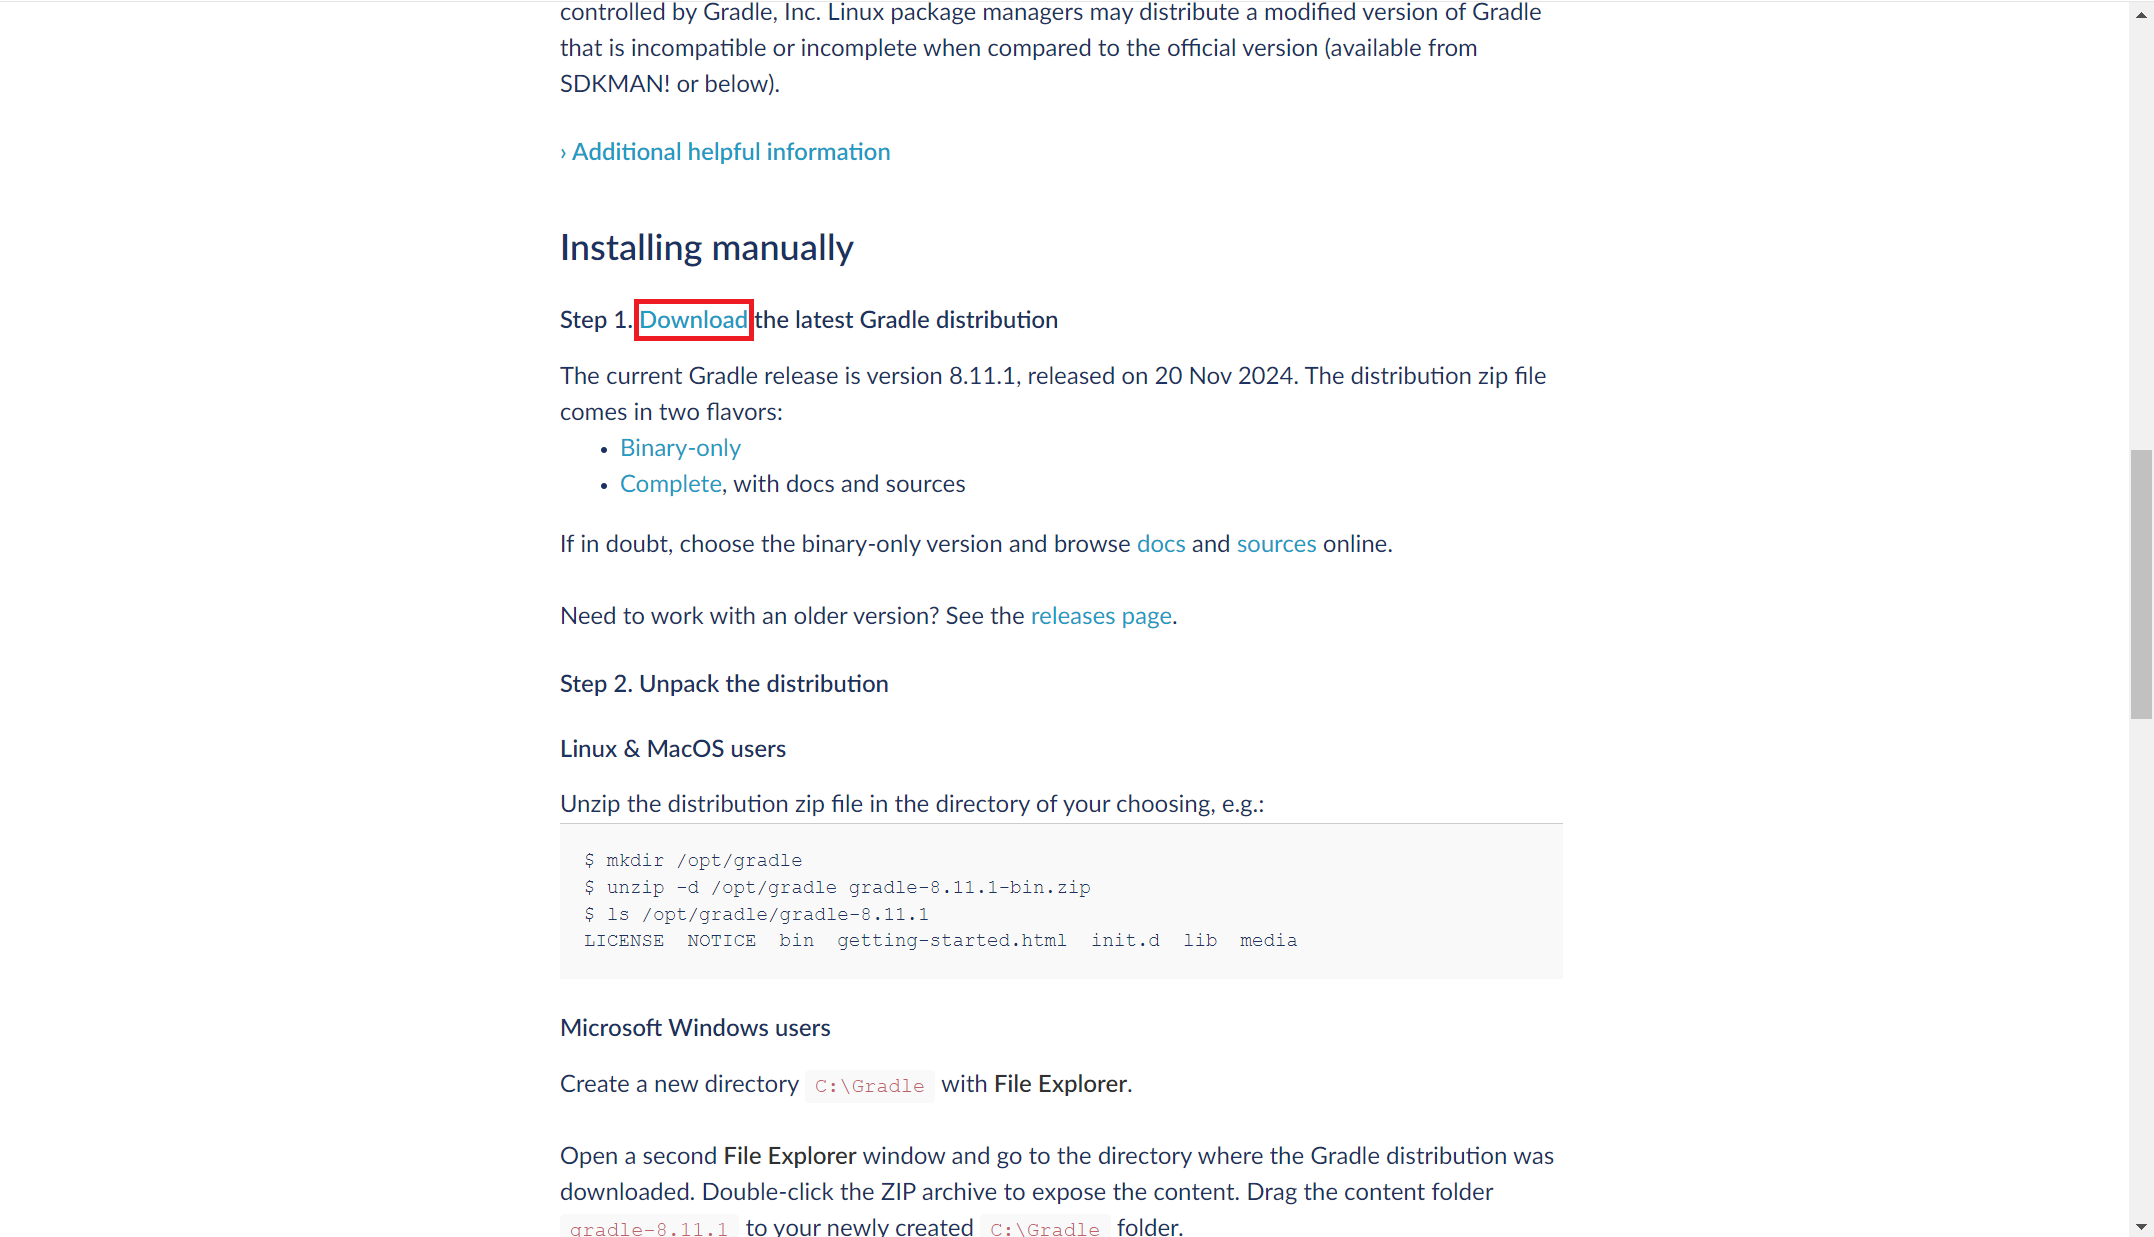 controlled by Gradle, Inc. Linux package managers may distribute a modified version of Gradle
that is incompatible or incomplete when compared to the official version (available from
SDKMAN! or below).
› Additional helpful information
Installing manually
Step 1. Download the latest Gradle distribution
The current Gradle release is version 8.11.1, released on 20 Nov 2024. The distribution zip file
comes in two flavors:
• Binary-only
• Complete, with docs and sources
If in doubt, choose the binary-only version and browse docs and sources online.
Need to work with an older version? See the releases page.
Step 2. Unpack the distribution
Linux & MacOS users
Unzip the distribution zip file in the directory of your choosing, e.g.:
$ mkdir /opt/gradle
$ unzip -d /opt/gradle gradle-8.11.1-bin.zip
$ ls /opt/gradle/gradle-8.11.1
LICENSE  NOTICE  bin  getting-started.html  init.d  lib  media
Microsoft Windows users
Create a new directory C:\Gradle with File Explorer.
Open a second File Explorer window and go to the directory where the Gradle distribution was
downloaded. Double-click the ZIP archive to expose the content. Drag the content folder
gradle-8.11.1 to your newly created C:\Gradle folder.